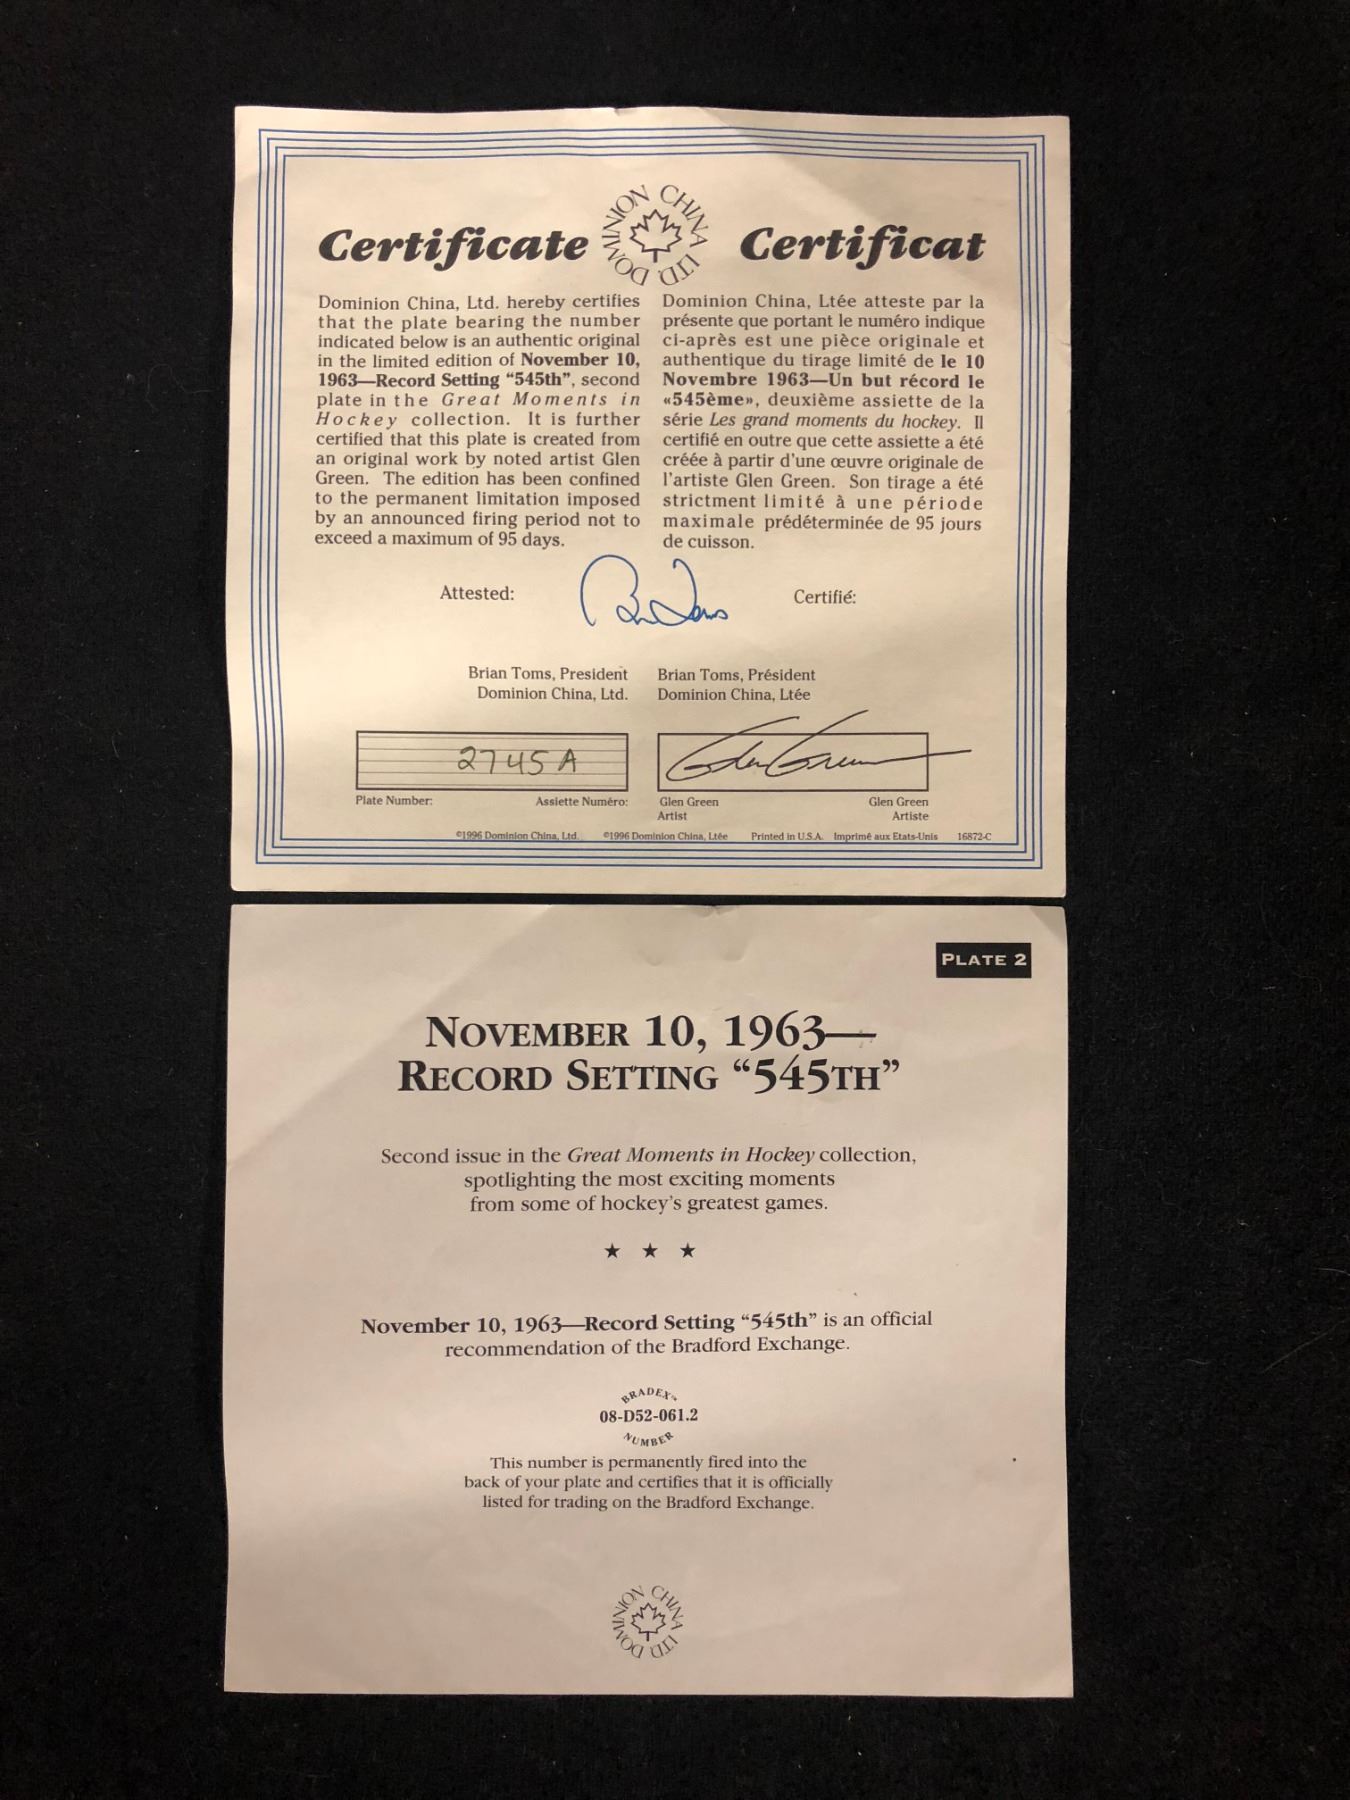 DOMINION CHINA LTD.
Certificate
Certificat
Dominion China, Ltd. hereby certifies
that the plate bearing the number
indicated below is an authentic original
in the limited edition of November 10,
1963—Record Setting “545th”, second
plate in the Great Moments in
Hockey collection. It is further
certified that this plate is created from
an original work by noted artist Glen
Green. The edition has been confined
to the permanent limitation imposed
by an announced firing period not to
exceed a maximum of 95 days.
Dominion China, Ltée atteste par la
présente que portant le numéro indique
ci-après est une pièce originale et
authentique du tirage limité de le 10
Novembre 1963—Un but récord le
«545ème», deuxième assiette de la
série Les grand moments du hockey. Il
certifié en outre que cette assiette a été
créée à partir d'une œuvre originale de
l'artiste Glen Green. Son tirage a été
strictment limité à une période
maximale prédéterminée de 95 jours
de cuisson.
Attested:
Brian Toms
Certifié:
Brian Toms, President
Dominion China, Ltd.
Brian Toms, Président
Dominion China, Ltée
2745A
Glen Green
Plate Number:
Assiette Numéro:
Glen Green
Artist
Glen Green
Artiste
©1996 Dominion China, Ltd. ©1996 Dominion China, Ltée Printed in U.S.A. Imprimé aux Etats-Unis 16872-C
PLATE 2
NOVEMBER 10, 1963—
RECORD SETTING “545TH”
Second issue in the Great Moments in Hockey collection,
spotlighting the most exciting moments
from some of hockey's greatest games.
★ ★ ★
November 10, 1963—Record Setting “545th” is an official
recommendation of the Bradford Exchange.
BRADEX™
08-D52-061.2
NUMBER
This number is permanently fired into the
back of your plate and certifies that it is officially
listed for trading on the Bradford Exchange.
DOMINION CHINA LTD.